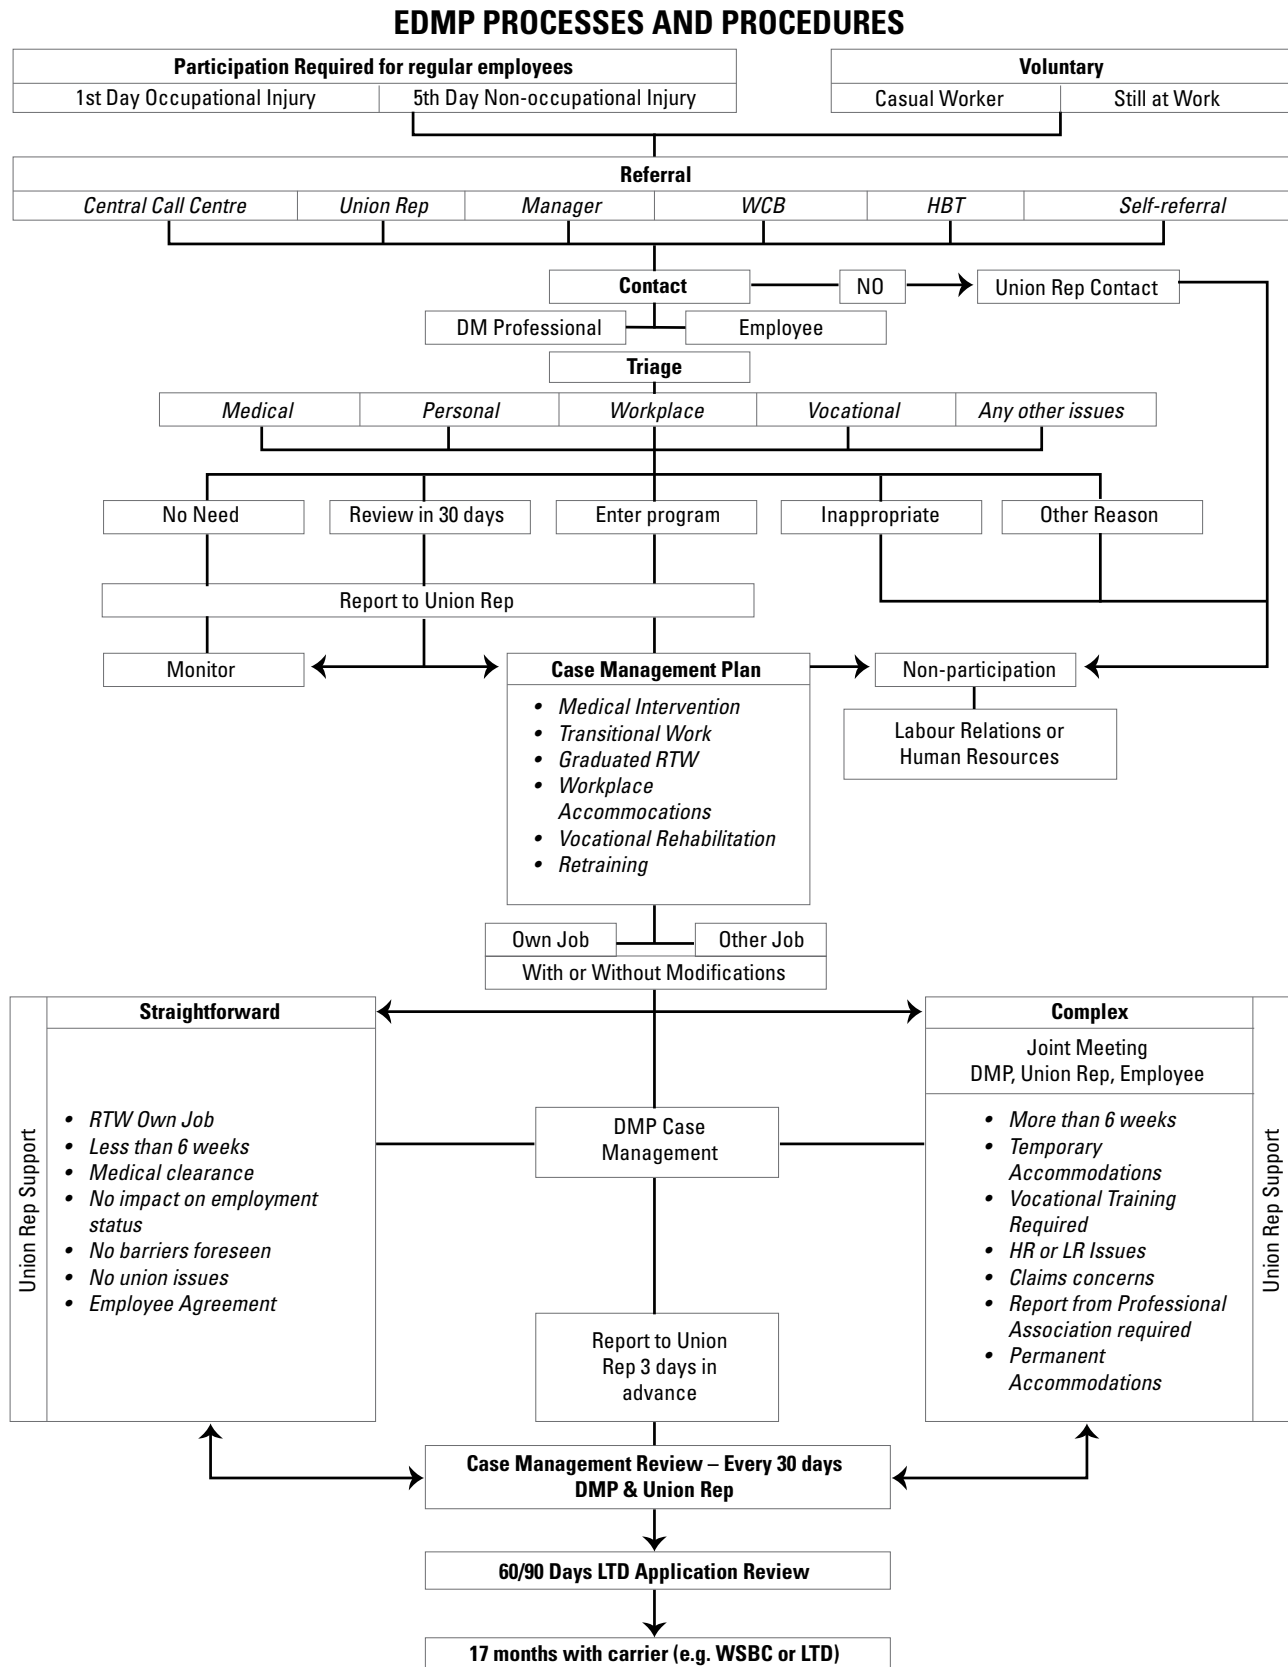 EDMP PROCESSES AND PROCEDURES
Participation Required for regular employees
1st Day Occupational Injury
5th Day Non-occupational Injury
Voluntary
Casual Worker
Still at Work
Referral
Central Call Centre
Union Rep
Manager
WCB
HBT
Self-referral
Contact
NO
Union Rep Contact
DM Professional
Employee
Triage
Medical
Personal
Workplace
Vocational
Any other issues
No Need
Review in 30 days
Enter program
Inappropriate
Other Reason
Report to Union Rep
Monitor
Case Management Plan
• Medical Intervention
• Transitional Work
• Graduated RTW
• Workplace
Accommocations
• Vocational Rehabilitation
• Retraining
Non-participation
Labour Relations or
Human Resources
Own Job
Other Job
With or Without Modifications
Union Rep Support
Straightforward
• RTW Own Job
• Less than 6 weeks
• Medical clearance
• No impact on employment
status
• No barriers foreseen
• No union issues
• Employee Agreement
DMP Case
Management
Report to Union
Rep 3 days in
advance
Complex
Joint Meeting
DMP, Union Rep, Employee
• More than 6 weeks
• Temporary
Accommodations
• Vocational Training
Required
• HR or LR Issues
• Claims concerns
• Report from Professional
Association required
• Permanent
Accommodations
Union Rep Support
Case Management Review – Every 30 days
DMP & Union Rep
60/90 Days LTD Application Review
17 months with carrier (e.g. WSBC or LTD)